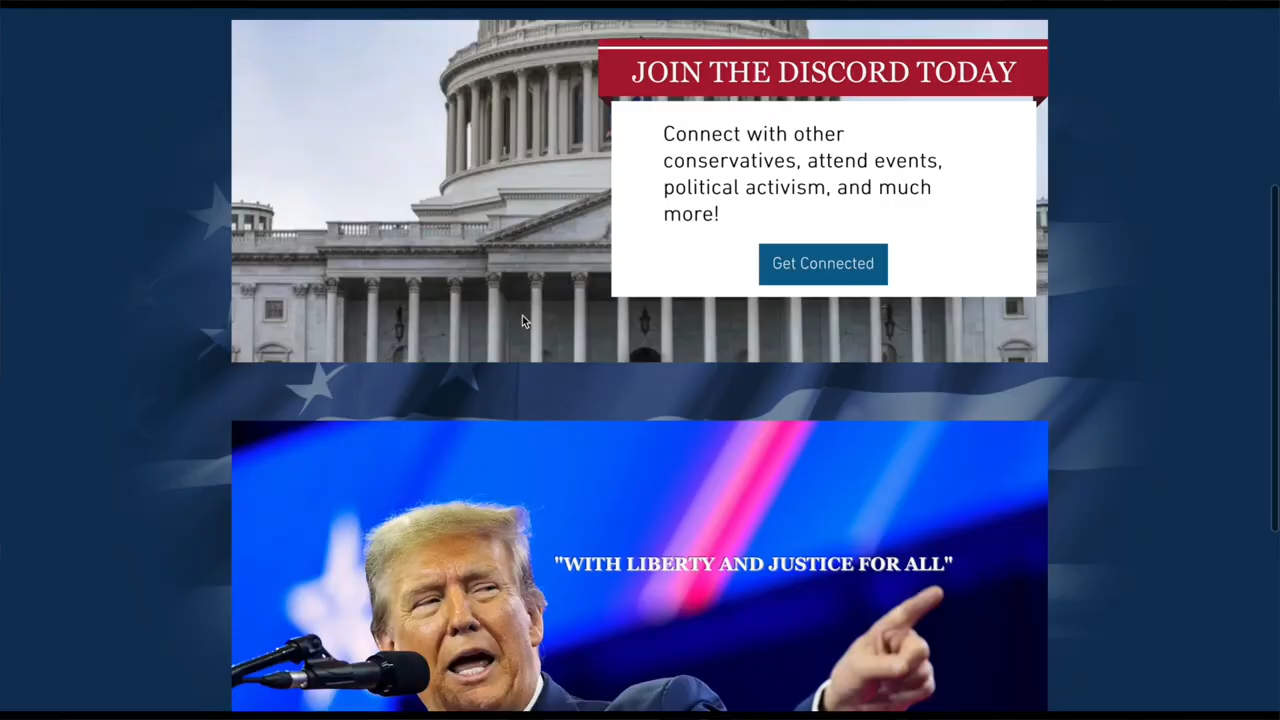 JOIN THE DISCORD TODAY
Connect with other
conservatives, attend events,
political activism, and much
more!
Get Connected
"WITH LIBERTY AND JUSTICE FOR ALL"